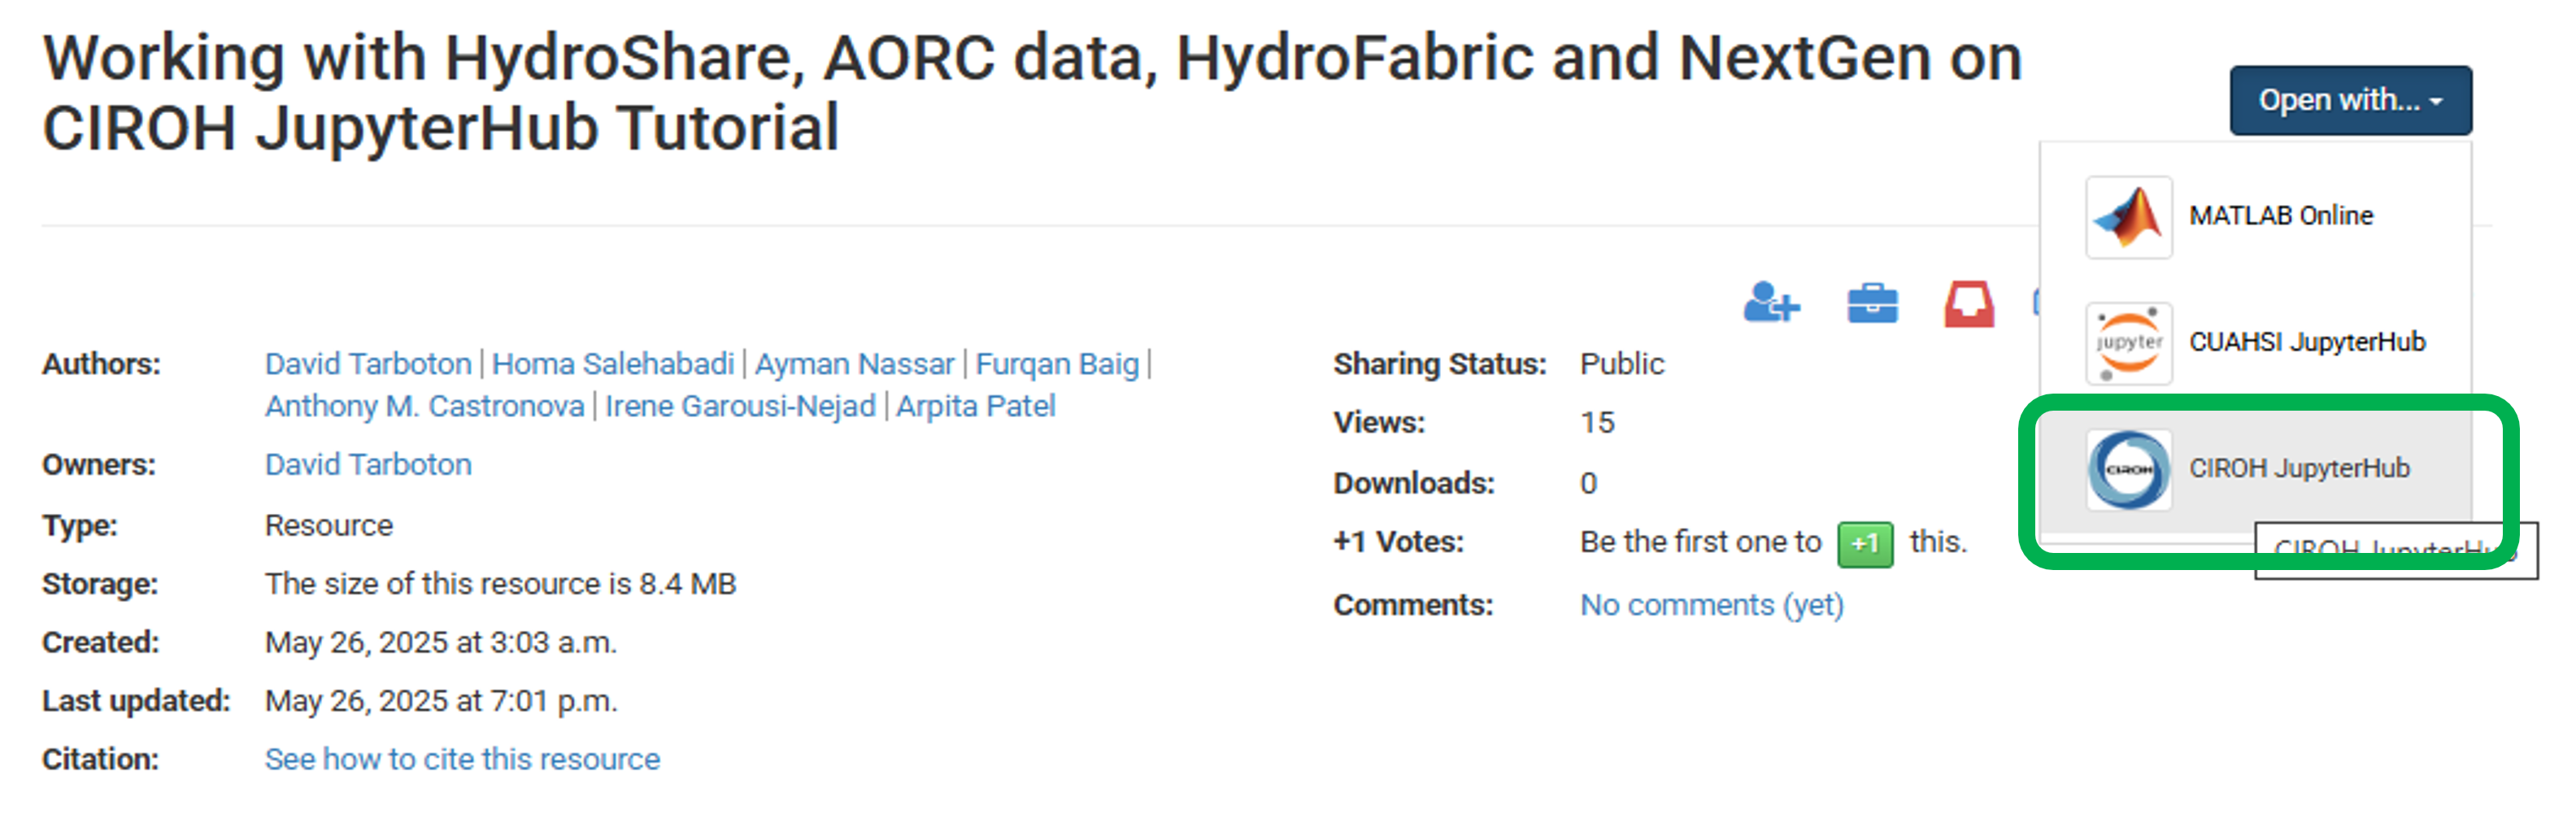 Working with HydroShare, AORC data, HydroFabric and NextGen on
CIROH JupyterHub Tutorial
Open with...
MATLAB Online
jupyter
CUAHSI JupyterHub
CIROH
CIROH JupyterHub
CIROH JupyterHub
Authors:
David Tarboton | Homa Salehabadi | Ayman Nassar | Furqan Baig |
Anthony M. Castronova | Irene Garousi-Nejad | Arpita Patel
Owners:
David Tarboton
Type:
Resource
Storage:
The size of this resource is 8.4 MB
Created:
May 26, 2025 at 3:03 a.m.
Last updated:
May 26, 2025 at 7:01 p.m.
Citation:
See how to cite this resource
Sharing Status:
Public
Views:
15
Downloads:
0
+1 Votes:
Be the first one to +1 this.
Comments:
No comments (yet)